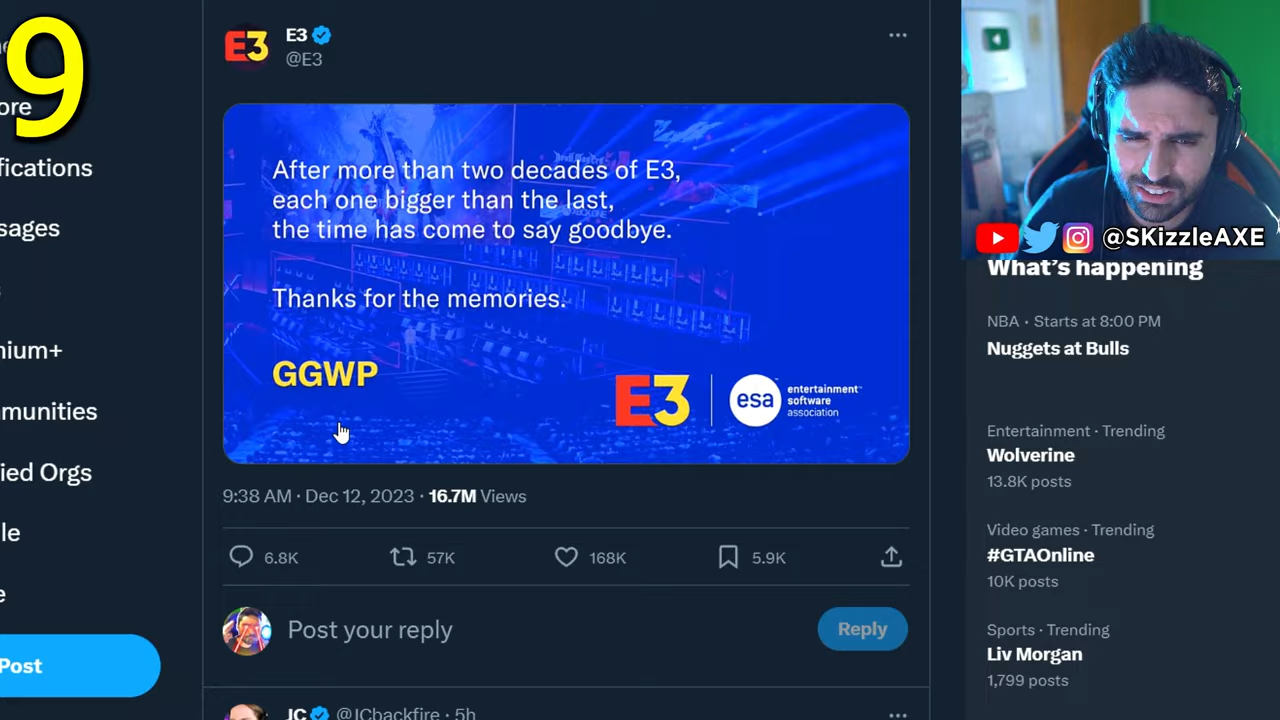 9
ore
fications
sages
nium+
munities
ied Orgs
le
e
Post
E3
E3
@E3
After more than two decades of E3,
each one bigger than the last,
the time has come to say goodbye.
Thanks for the memories.
GGWP
E3
esa
entertainment
software
association
9:38 AM · Dec 12, 2023 · 16.7M Views
6.8K
57K
168K
5.9K
Post your reply
Reply
JC @JCbackfire · 5h
@SKizzleAXE
What's happening
NBA · Starts at 8:00 PM
Nuggets at Bulls
Entertainment · Trending
Wolverine
13.8K posts
Video games · Trending
#GTAOnline
10K posts
Sports · Trending
Liv Morgan
1,799 posts